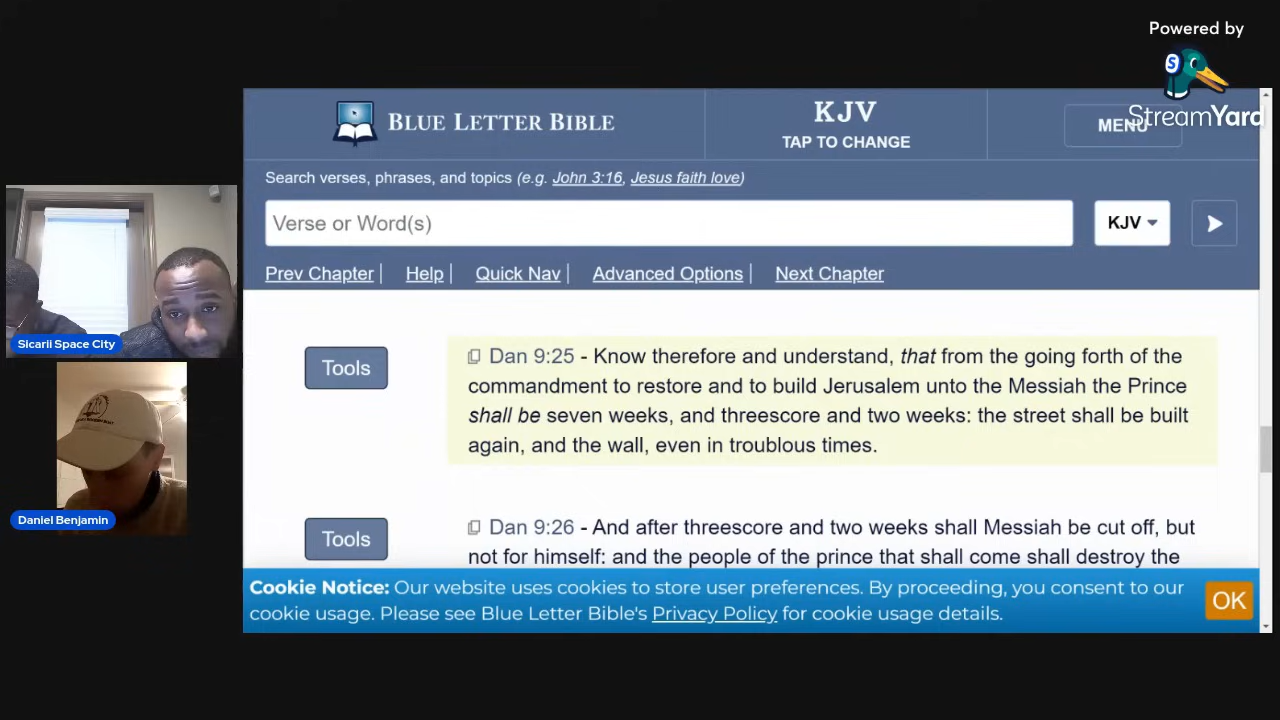 Powered by
StreamYard
BLUE LETTER BIBLE
KJV
TAP TO CHANGE
MENU
Search verses, phrases, and topics (e.g. John 3:16, Jesus faith love)
Verse or Word(s)
KJV
Prev Chapter | Help | Quick Nav | Advanced Options | Next Chapter
Tools
Dan 9:25 - Know therefore and understand, that from the going forth of the
commandment to restore and to build Jerusalem unto the Messiah the Prince
shall be seven weeks, and threescore and two weeks: the street shall be built
again, and the wall, even in troublous times.
Tools
Dan 9:26 - And after threescore and two weeks shall Messiah be cut off, but
not for himself: and the people of the prince that shall come shall destroy the
Cookie Notice: Our website uses cookies to store user preferences. By proceeding, you consent to our
cookie usage. Please see Blue Letter Bible's Privacy Policy for cookie usage details.
OK
Sicarii Space City
Daniel Benjamin